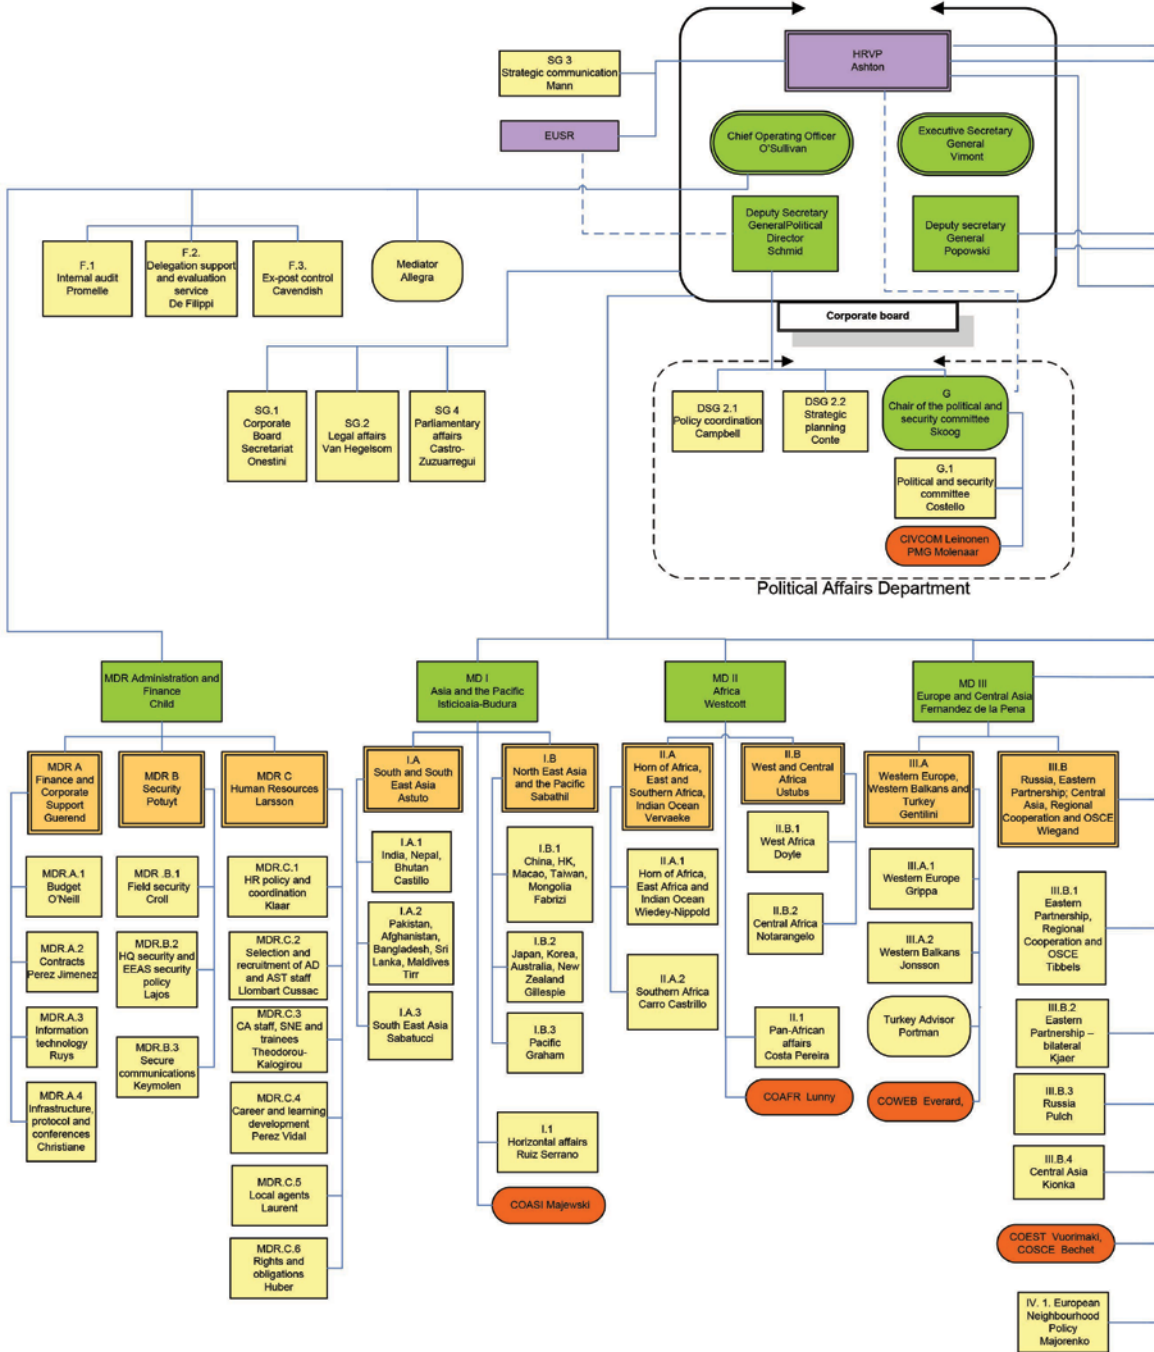 HRVP
Ashton
SG 3
Strategic communication
Mann
EUSR
Chief Operating Officer
O'Sullivan
Executive Secretary
General
Vimont
Deputy Secretary
GeneralPolitical
Director
Schmid
Deputy secretary
General
Popowski
F.1
Internal audit
Promelle
F.2.
Delegation support
and evaluation
service
De Filippi
F.3.
Ex-post control
Cavendish
Mediator
Allegra
Corporate board
SG.1
Corporate
Board
Secretariat
Onestini
SG.2
Legal affairs
Van Hegelsom
SG 4
Parliamentary
affairs
Castro-
Zuzuarregui
DSG 2.1
Policy coordination
Campbell
DSG 2.2
Strategic
planning
Conte
G
Chair of the political and
security committee
Skoog
G.1
Political and security
committee
Costello
CIVCOM Leinonen
PMG Molenaar
Political Affairs Department
MDR Administration and
Finance
Child
MD I
Asia and the Pacific
Isticioaia-Budura
MD II
Africa
Westcott
MD III
Europe and Central Asia
Fernandez de la Pena
MDR A
Finance and
Corporate
Support
Guerend
MDR B
Security
Potuyt
MDR C
Human Resources
Larsson
I.A
South and South
East Asia
Astuto
I.B
North East Asia
and the Pacific
Sabathil
II.A
Horn of Africa,
East and
Southern Africa,
Indian Ocean
Vervaeke
II.B
West and Central
Africa
Ustubs
III.A
Western Europe,
Western Balkans and
Turkey
Gentilini
III.B
Russia, Eastern
Partnership; Central
Asia, Regional
Cooperation and OSCE
Wiegand
MDR.A.1
Budget
O'Neill
MDR .B.1
Field security
Croll
MDR.C.1
HR policy and
coordination
Klaar
I.A.1
India, Nepal,
Bhutan
Castillo
I.B.1
China, HK,
Macao, Taiwan,
Mongolia
Fabrizi
II.A.1
Horn of Africa,
East Africa and
Indian Ocean
Wiedey-Nippold
II.B.1
West Africa
Doyle
III.A.1
Western Europe
Grippa
III.B.1
Eastern
Partnership,
Regional
Cooperation and
OSCE
Tibbels
MDR.A.2
Contracts
Perez Jimenez
MDR.B.2
HQ security and
EEAS security
policy
Lajos
MDR.C.2
Selection and
recruitment of AD
and AST staff
Llombart Cussac
I.A.2
Pakistan,
Afghanistan,
Bangladesh, Sri
Lanka, Maldives
Tirr
I.B.2
Japan, Korea,
Australia, New
Zealand
Gillespie
II.A.2
Southern Africa
Carro Castrillo
II.B.2
Central Africa
Notarangelo
III.A.2
Western Balkans
Jonsson
MDR.A.3
Information
technology
Ruys
MDR.B.3
Secure
communications
Keymolen
MDR.C.3
CA staff, SNE and
trainees
Theodorou-
Kalogirou
I.A.3
South East Asia
Sabatucci
I.B.3
Pacific
Graham
II.1
Pan-African
affairs
Costa Pereira
Turkey Advisor
Portman
III.B.2
Eastern
Partnership –
bilateral
Kjaer
MDR.A.4
Infrastructure,
protocol and
conferences
Christiane
MDR.C.4
Career and learning
development
Perez Vidal
COAFR Lunny
COWEB Everard,
III.B.3
Russia
Pulch
I.1
Horizontal affairs
Ruiz Serrano
III.B.4
Central Asia
Kionka
MDR.C.5
Local agents
Laurent
COASI Majewski
COEST Vuorimaki,
COSCE Bechet
MDR.C.6
Rights and
obligations
Huber
IV. 1. European
Neighbourhood
Policy
Majorenko